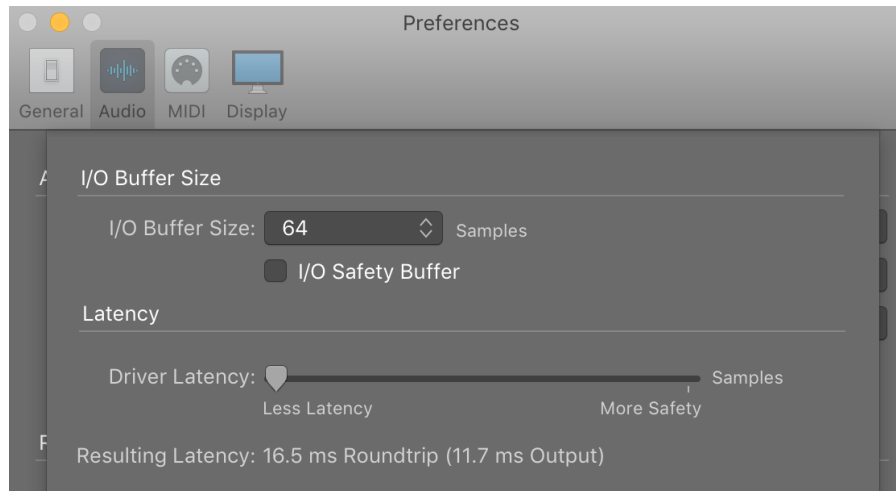 Preferences
General Audio MIDI Display
A
I/O Buffer Size
I/O Buffer Size: 64 Samples
I/O Safety Buffer
Latency
Driver Latency: Samples
Less Latency More Safety
Resulting Latency: 16.5 ms Roundtrip (11.7 ms Output)